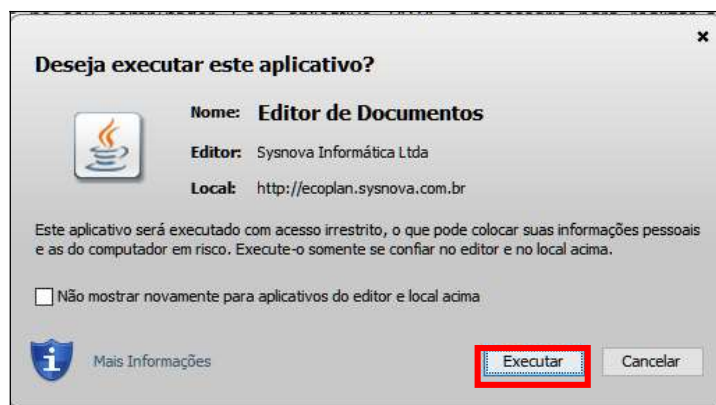 Deseja executar este aplicativo?
Nome: Editor de Documentos
Editor: Sysnova Informática Ltda
Local: http://ecoplan.sysnova.com.br
Este aplicativo será executado com acesso irrestrito, o que pode colocar suas informações pessoais
e as do computador em risco. Execute-o somente se confiar no editor e no local acima.
Não mostrar novamente para aplicativos do editor e local acima
Mais Informações
Executar
Cancelar